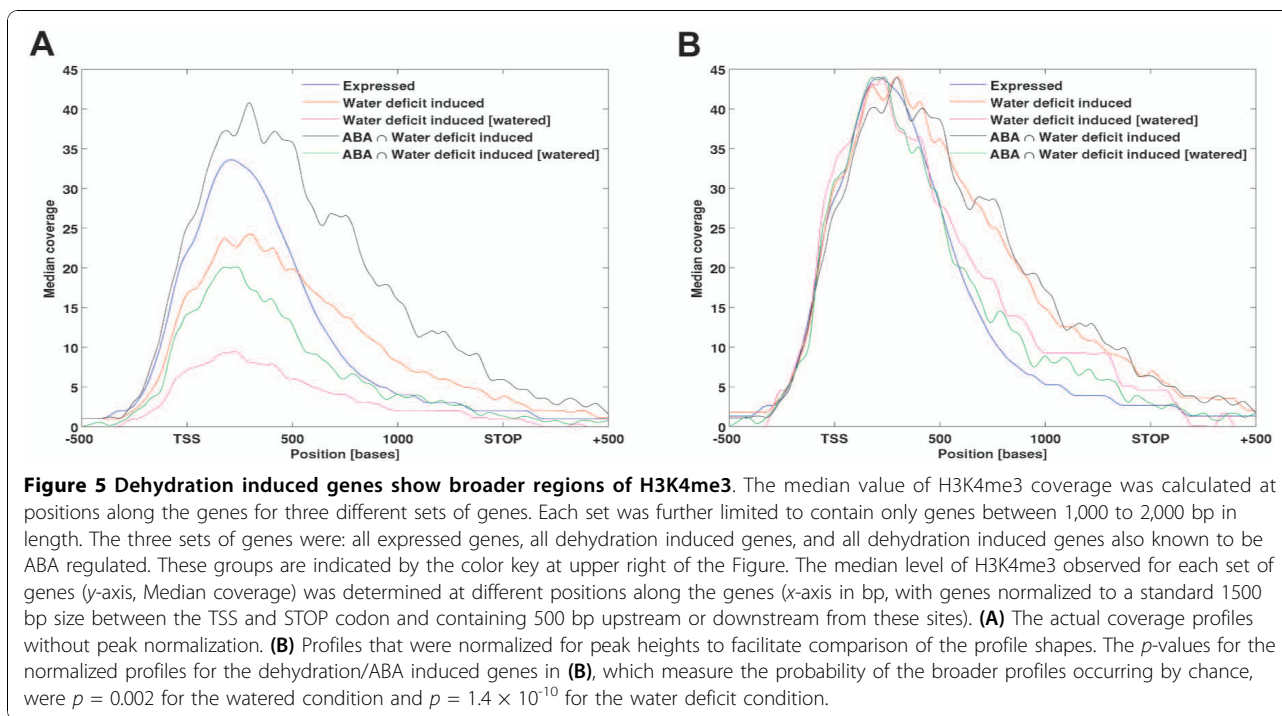 A
45
40
35
30
25
20
15
10
5
0
Median coverage
Expressed
Water deficit induced
Water deficit induced [watered]
ABA ∩ Water deficit induced
ABA ∩ Water deficit induced [watered]
-500 TSS 500 1000 STOP +500
Position [bases]
B
45
40
35
30
25
20
15
10
5
0
Median coverage
Expressed
Water deficit induced
Water deficit induced [watered]
ABA ∩ Water deficit induced
ABA ∩ Water deficit induced [watered]
-500 TSS 500 1000 STOP +500
Position [bases]
Figure 5 Dehydration induced genes show broader regions of H3K4me3. The median value of H3K4me3 coverage was calculated at
positions along the genes for three different sets of genes. Each set was further limited to contain only genes between 1,000 to 2,000 bp in
length. The three sets of genes were: all expressed genes, all dehydration induced genes, and all dehydration induced genes also known to be
ABA regulated. These groups are indicated by the color key at upper right of the Figure. The median level of H3K4me3 observed for each set of
genes (y-axis, Median coverage) was determined at different positions along the genes (x-axis in bp, with genes normalized to a standard 1500
bp size between the TSS and STOP codon and containing 500 bp upstream or downstream from these sites). (A) The actual coverage profiles
without peak normalization. (B) Profiles that were normalized for peak heights to facilitate comparison of the profile shapes. The p-values for the
normalized profiles for the dehydration/ABA induced genes in (B), which measure the probability of the broader profiles occurring by chance,
were p = 0.002 for the watered condition and p = 1.4 × 10⁻¹⁰ for the water deficit condition.